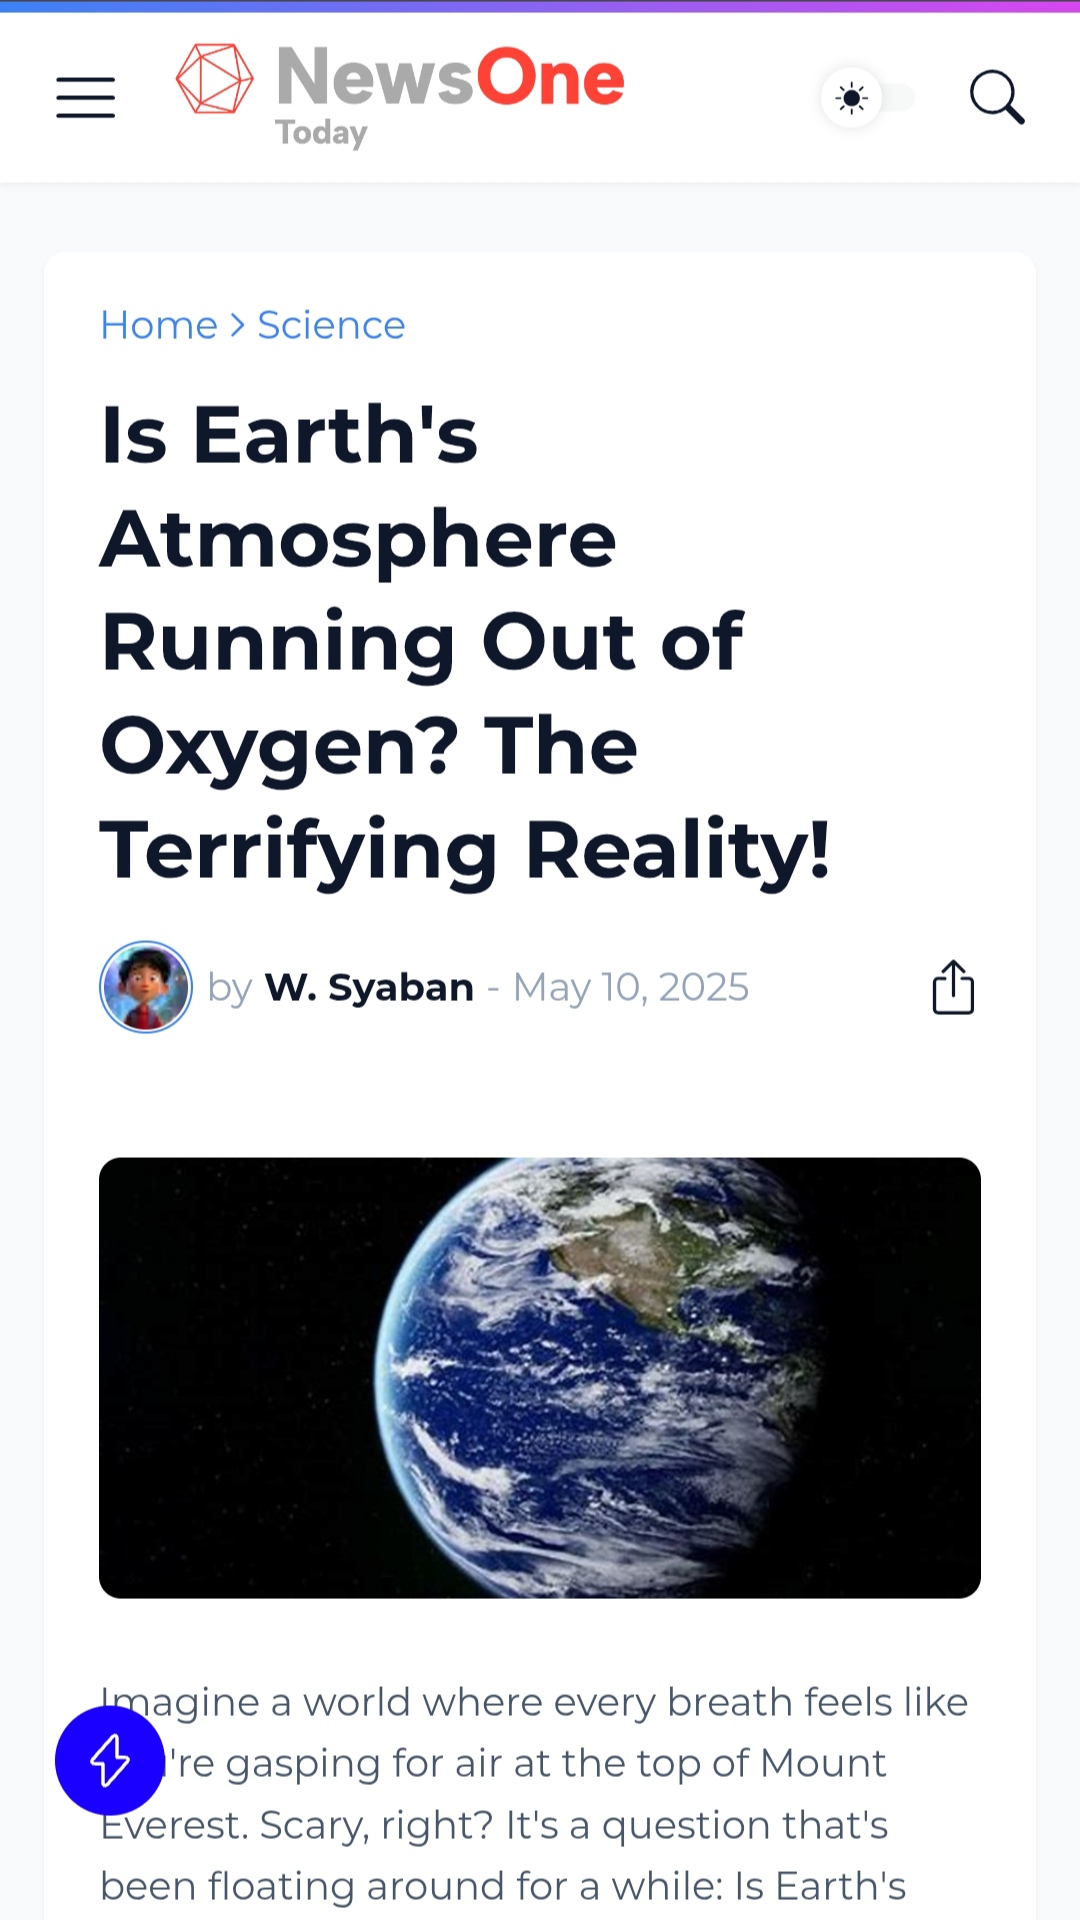 NewsOne
Today
Home > Science
Is Earth's
Atmosphere
Running Out of
Oxygen? The
Terrifying Reality!
by W. Syaban - May 10, 2025
Imagine a world where every breath feels like
're gasping for air at the top of Mount
Everest. Scary, right? It's a question that's
been floating around for a while: Is Earth's